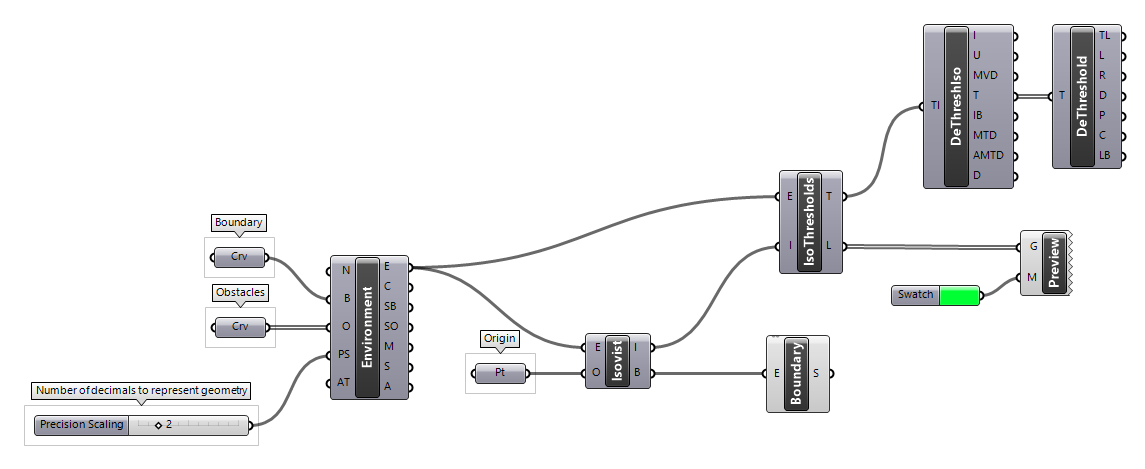 I
U
MVD
TI
DeThreshIso
T
IB
MTD
AMTD
D
T
DeThreshold
TL
L
R
D
P
C
LB
E
I
IsoThresholds
T
L
Boundary
Crv
Obstacles
Crv
N
B
O
PS
AT
Environment
E
C
SB
SO
M
S
A
G
M
Preview
Swatch
Origin
Pt
E
O
Isovist
I
B
E
Boundary
S
Number of decimals to represent geometry
Precision Scaling
2